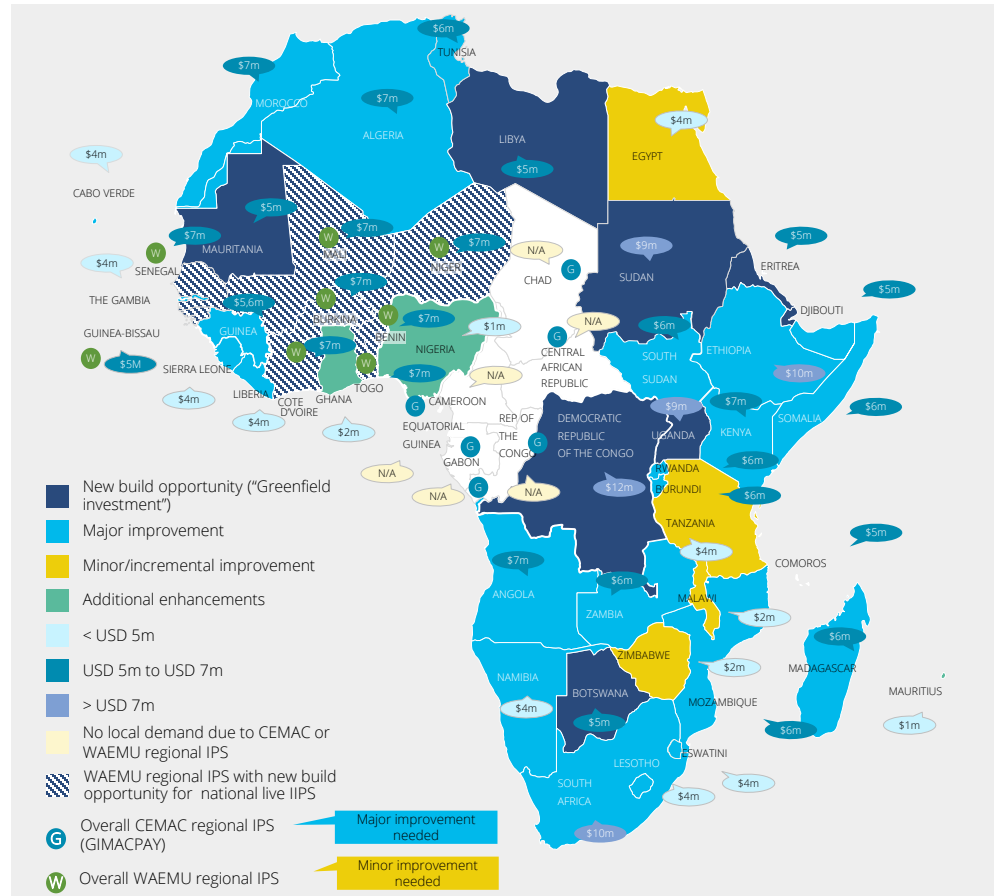 $6m
TUNISIA
$7m
MOROCCO
$7m
ALGERIA
LIBYA
$5m
$4m
EGYPT
$4m
CABO VERDE
$5m
MAURITANIA
$7m
W
SENEGAL
$4m
THE GAMBIA
GUINEA-BISSAU
W
$5M
W
$7m
MALI
W
$7m
NIGER
N/A
G
CHAD
$9m
SUDAN
$5m
ERITREA
$5m
DJIBOUTI
$5,6m
GUINEA
W
$7m
BURKINA
W
$7m
BENIN
$1m
NIGERIA
$7m
W
$7m
W
TOGO
SIERRA LEONE
$4m
LIBERIA
$4m
COTE
D'VOIRE
GHANA
$2m
N/A
G
CENTRAL
AFRICAN
REPUBLIC
$6m
SOUTH
SUDAN
ETHIOPIA
$10m
N/A
CAMEROON
G
EQUATORIAL
GUINEA
G
GABON
REP OF
THE
CONGO
G
DEMOCRATIC
REPUBLIC
OF THE CONGO
$12m
$9m
UGANDA
$7m
KENYA
SOMALIA
$6m
$6m
RWANDA
BURUNDI
$6m
TANZANIA
$4m
N/A
N/A
G
N/A
$5m
COMOROS
$7m
ANGOLA
$6m
ZAMBIA
MALAWI
$2m
ZIMBABWE
$2m
MOZAMBIQUE
$6m
MADAGASCAR
MAURITIUS
$1m
$6m
NAMIBIA
$4m
BOTSWANA
$5m
ESWATINI
$4m
LESOTHO
$4m
SOUTH
AFRICA
$10m
New build opportunity ("Greenfield
investment")
Major improvement
Minor/incremental improvement
Additional enhancements
< USD 5m
USD 5m to USD 7m
> USD 7m
No local demand due to CEMAC or
WAEMU regional IPS
WAEMU regional IPS with new build
opportunity for national live IIPS
G
Overall CEMAC regional IPS
(GIMACPAY)
Major improvement
needed
W
Overall WAEMU regional IPS
Minor improvement
needed